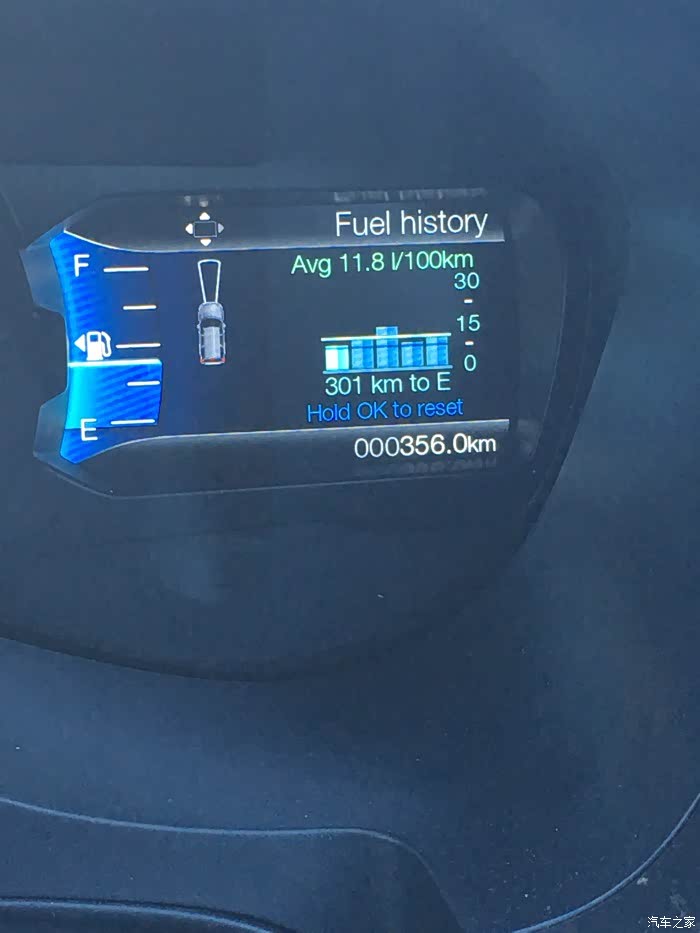 Fuel history
F
Avg 11.8 l/100km
30
15
0
301 km to E
E
Hold OK to reset
000356.0km
汽车之家